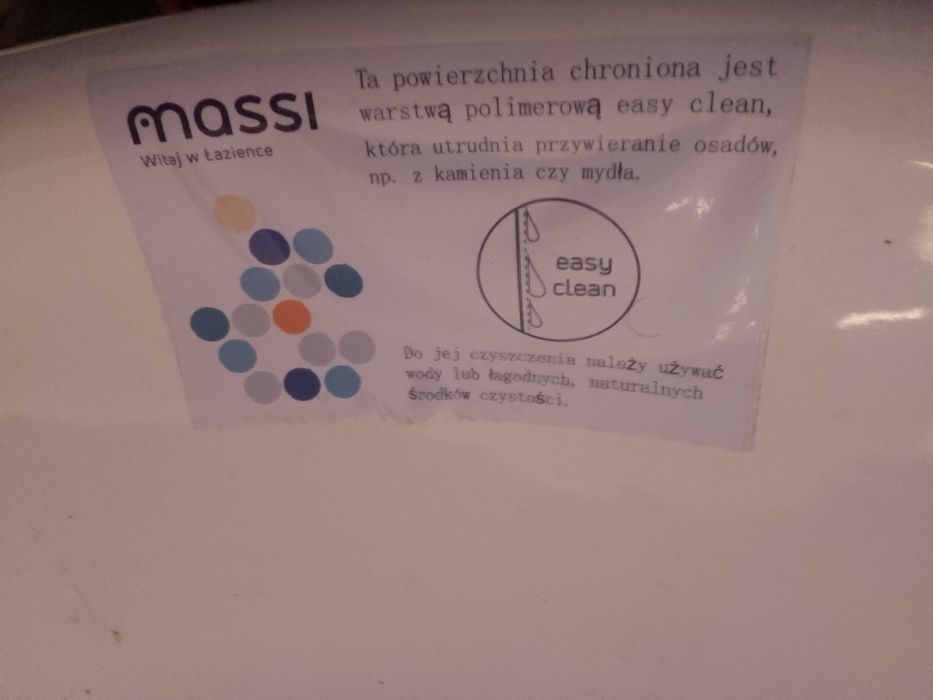 massi
Witaj w Łazience
Ta powierzchnia chroniona jest
warstwą polimerową easy clean,
która utrudnia przywieranie osadów,
np. z kamienia czy mydła.
easy
clean
Do jej czyszczenia należy używać
wody lub łagodnych, naturalnych
środków czystości.